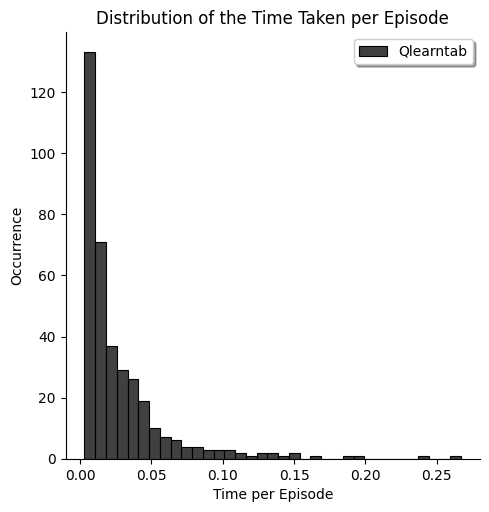 Distribution of the Time Taken per Episode
Qlearntab
120
100
80
60
40
20
0
Occurrence
0.00 0.05 0.10 0.15 0.20 0.25
Time per Episode